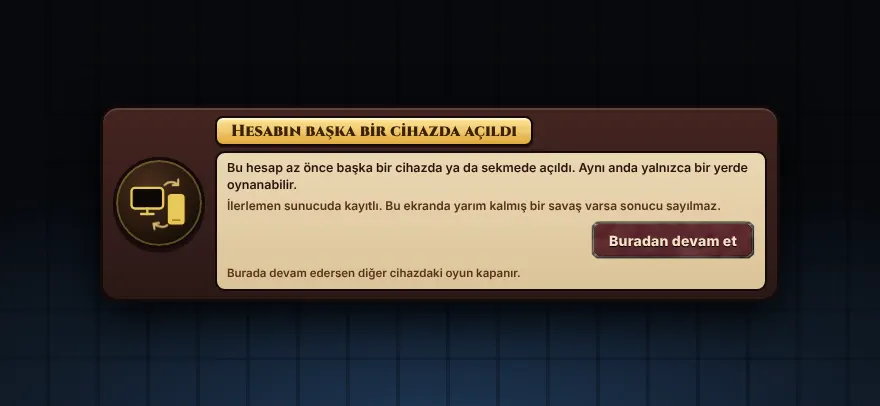 Hesabın başka bir cihazda açıldı
Bu hesap az önce başka bir cihazda ya da sekmede açıldı. Aynı anda yalnızca bir yerde
oynanabilir.
İlerlemen sunucuda kayıtlı. Bu ekranda yarım kalmış bir savaş varsa sonucu sayılmaz.
Buradan devam et
Burada devam edersen diğer cihazdaki oyun kapanır.